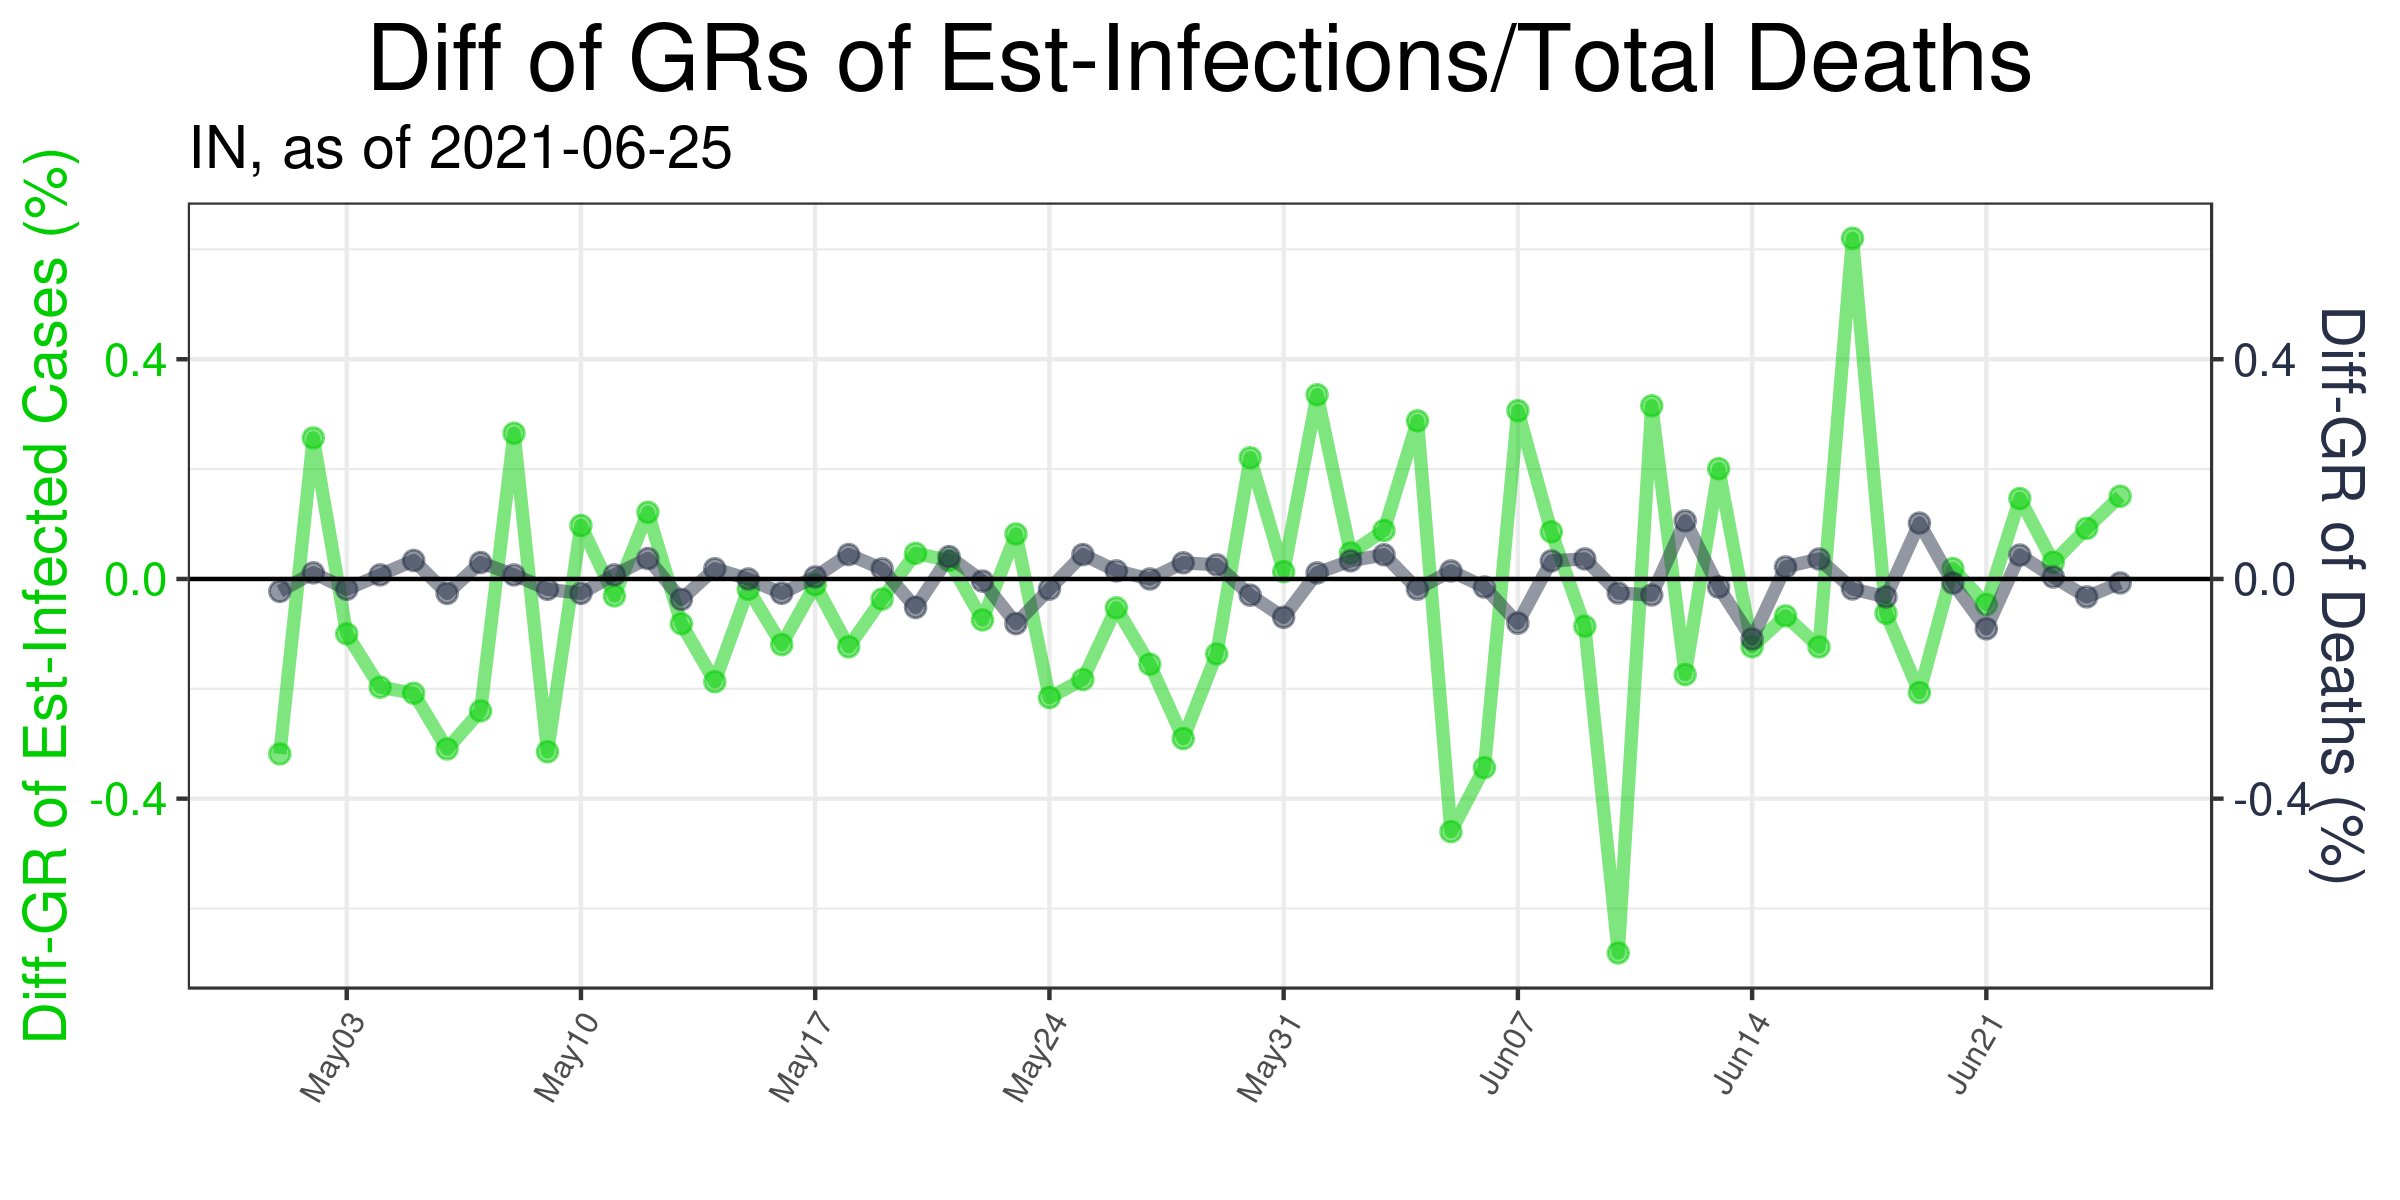 Diff of GRs of Est-Infections/Total Deaths
IN, as of 2021-06-25
Diff-GR of Est-Infected Cases (%)
0.4
0.0
-0.4
0.4
0.0
-0.4
Diff-GR of Deaths (%)
May03
May10
May17
May24
May31
Jun07
Jun14
Jun21